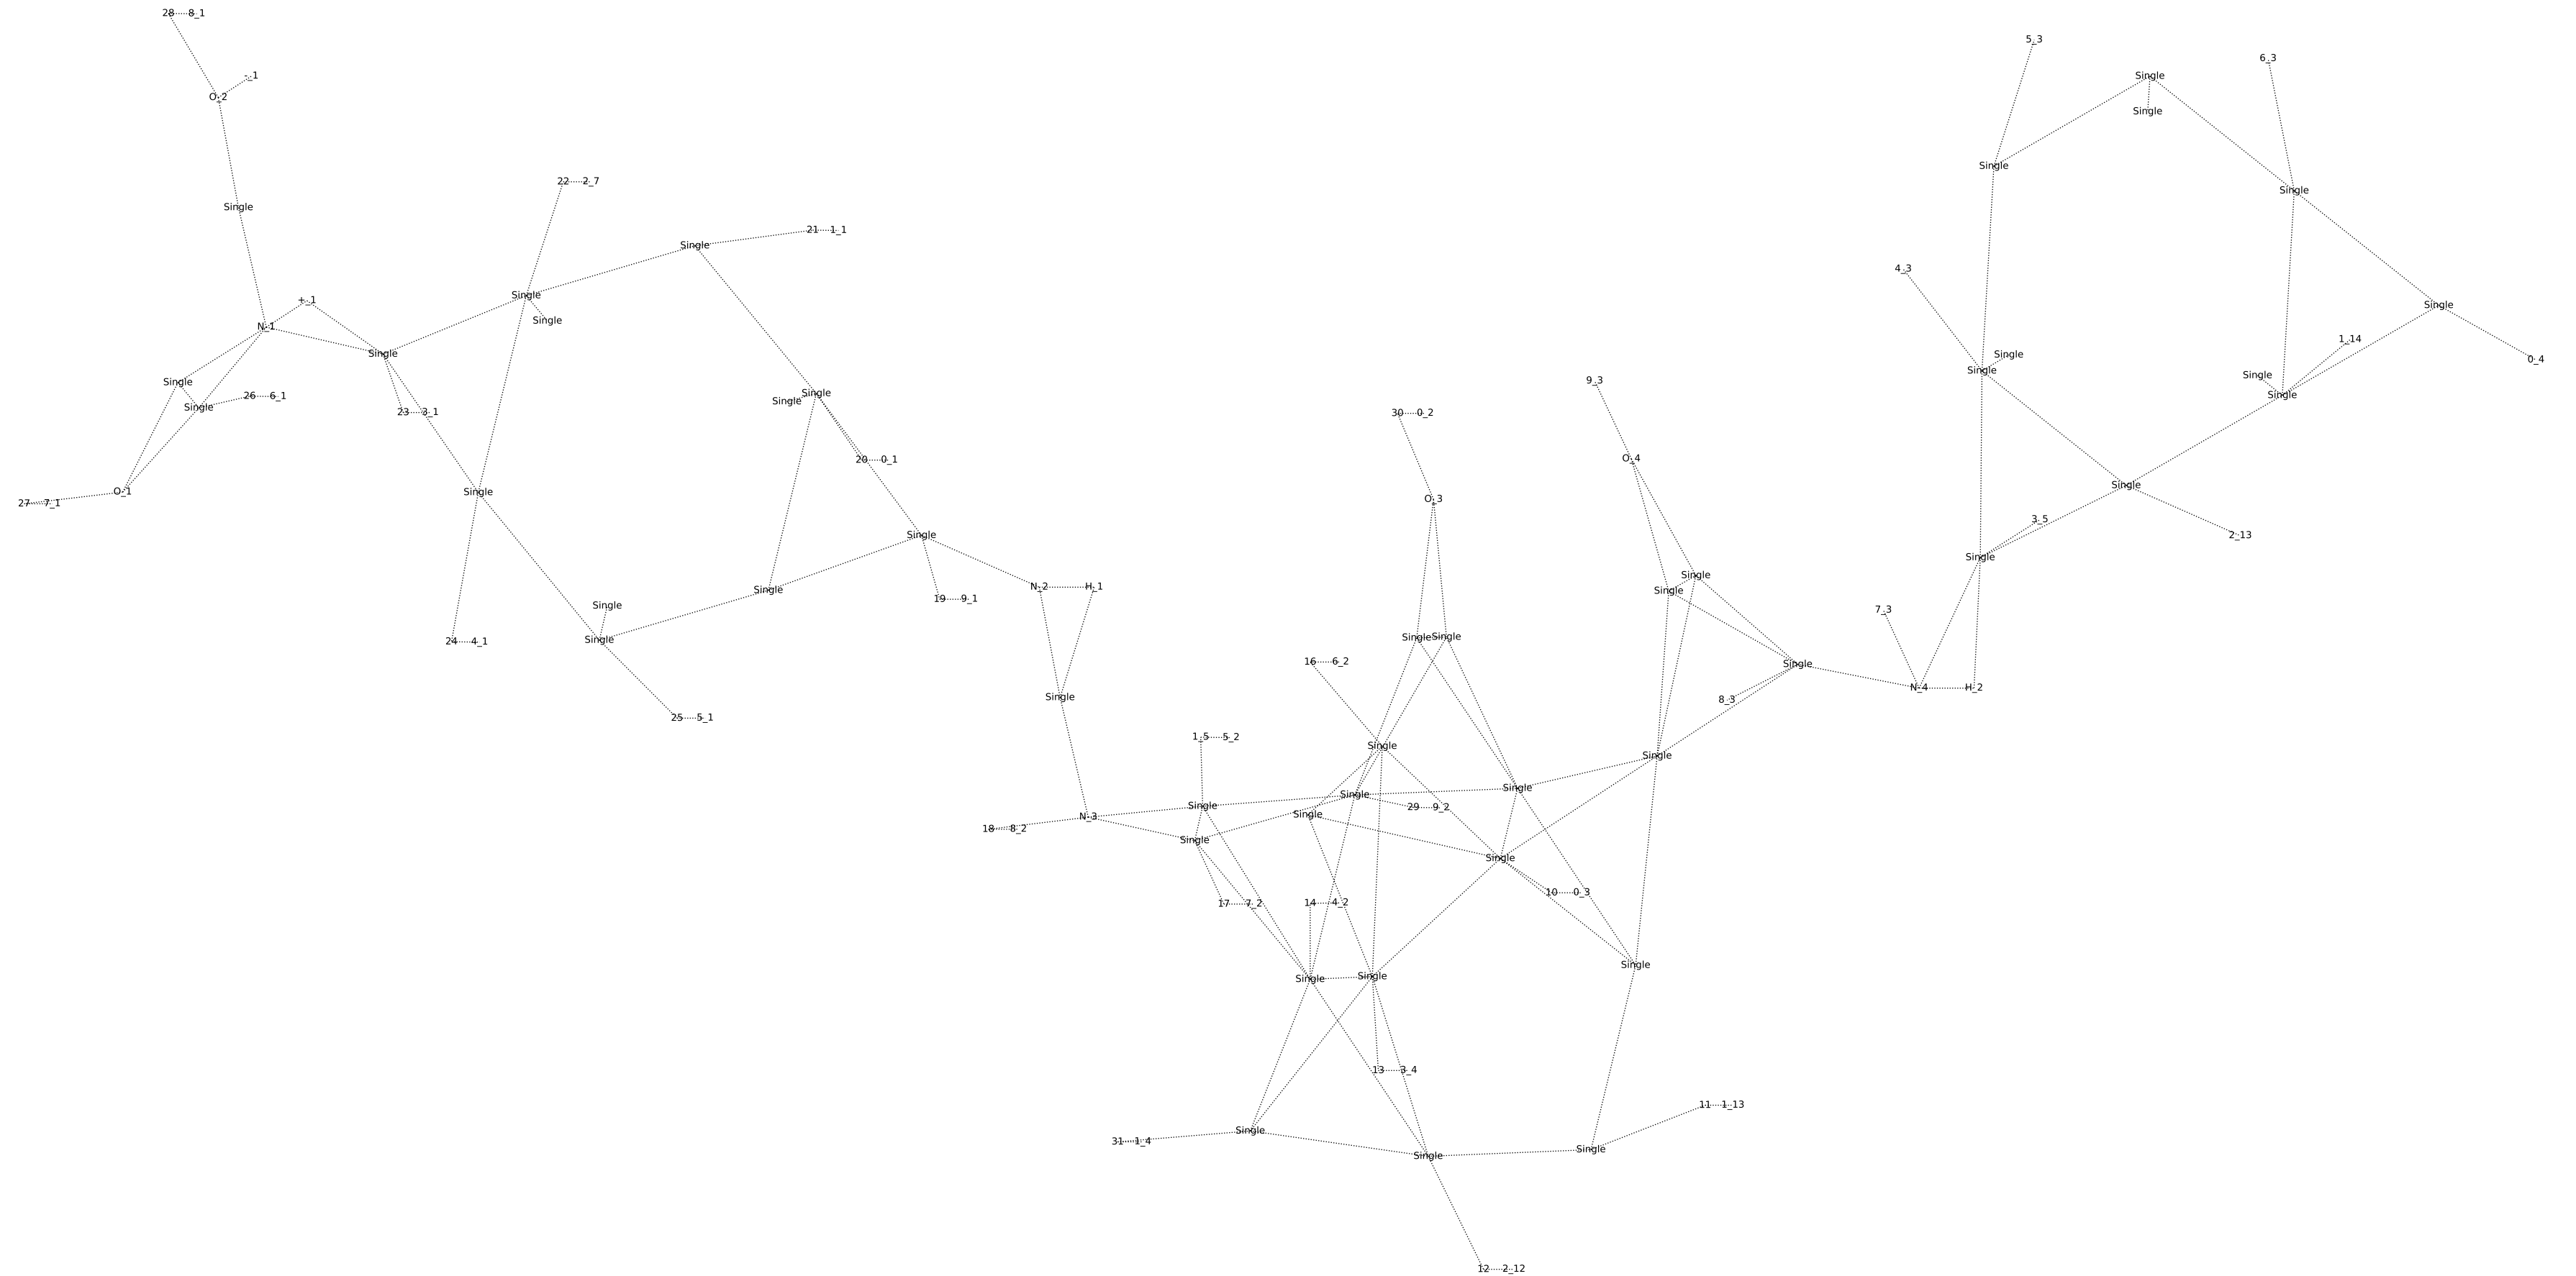 28 8_1
5_3
6_3
Single
-_1
O_2
Single
5_3
Single
4_3
22 2_7
Single
Single
Single
21 1_1
Single
+_1
Single
Single
N_1
1_14
Single
Single
0_4
Single
Single
Single
9_3
Single
Single
26 6_1
Single
23 3_1
30 0_2
O_4
20 0_1
Single
Single
O_1
27 7_1
O_3
3_5
Single
2_13
Single
Single
N_2 H_1
Single
Single
19 9_1
Single
7_3
Single
Single
Single
24 4_1
16 6_2
Single
N_4 H_2
Single
8_3
25 5_1
1_5 5_2
Single
Single
Single
Single
Single
29 9_2
Single
N_3
18 8_2
Single
Single
10 0_3
17 7_2
14 4_2
Single
Single
Single
13 3_4
11 1_13
Single
31 1_4
Single
Single
12 2_12